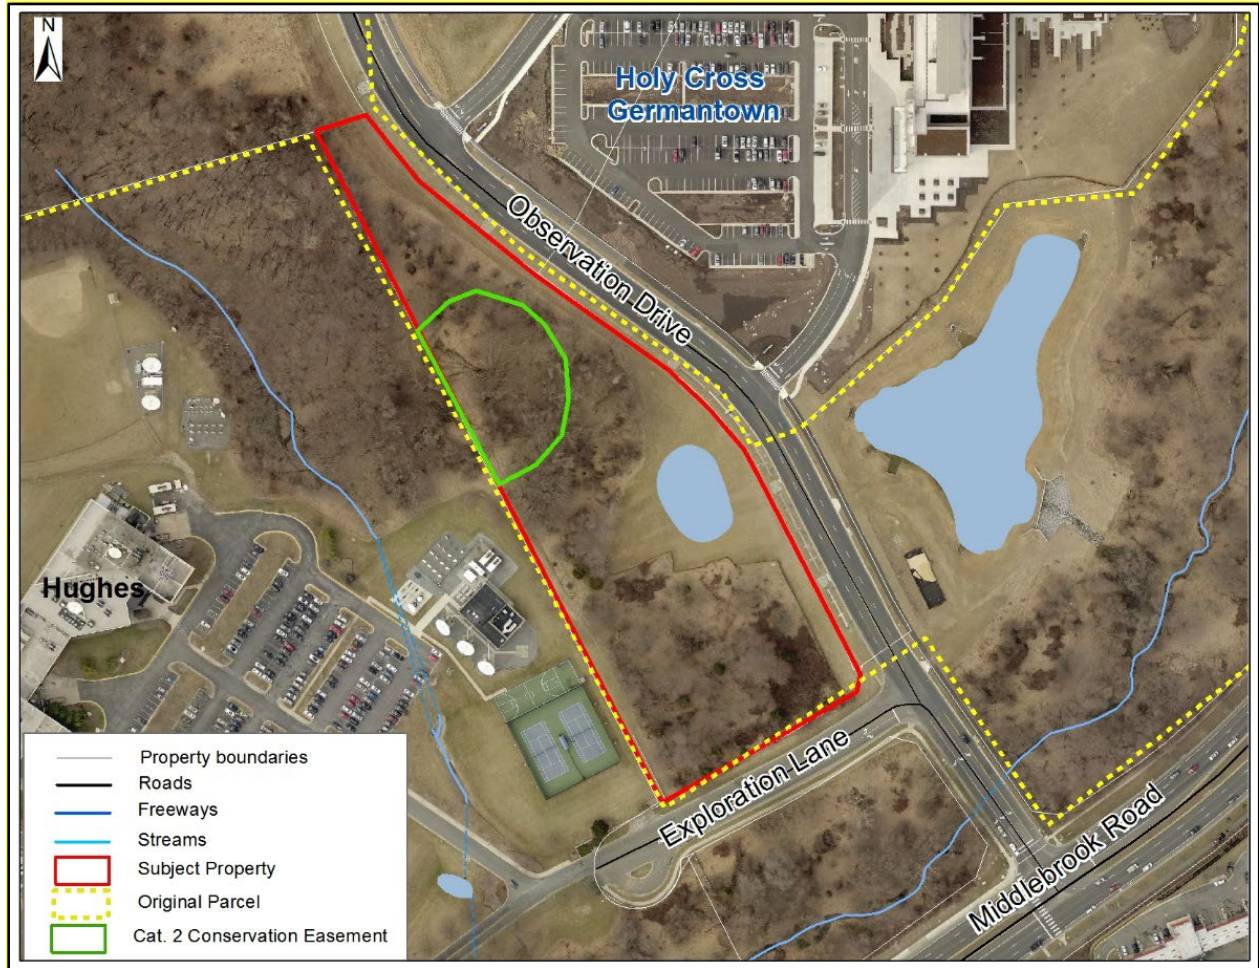 N
Holy Cross
Germantown
Observation Drive
Hughes
Exploration Lane
Middlebrook Road
Property boundaries
Roads
Freeways
Streams
Subject Property
Original Parcel
Cat. 2 Conservation Easement